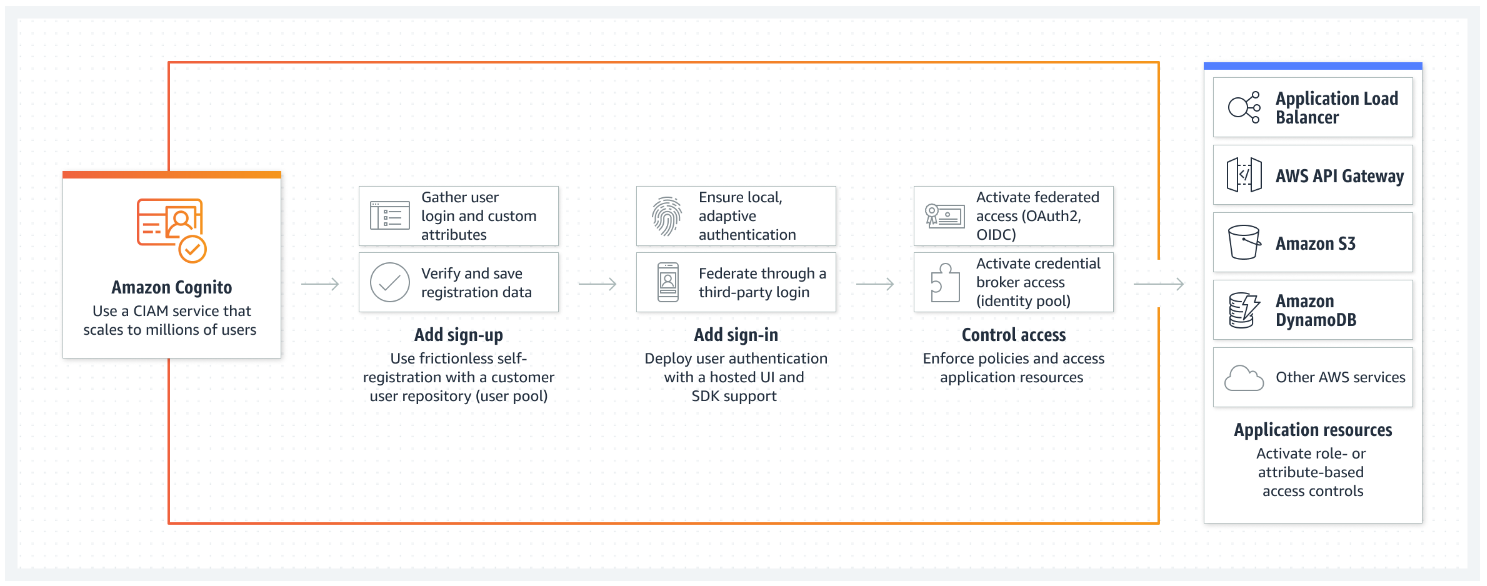 Amazon Cognito
Use a CIAM service that
scales to millions of users
Gather user
login and custom
attributes
Verify and save
registration data
Add sign-up
Use frictionless self-
registration with a customer
user repository (user pool)
Ensure local,
adaptive
authentication
Federate through a
third-party login
Add sign-in
Deploy user authentication
with a hosted UI and
SDK support
Activate federated
access (OAuth2,
OIDC)
Activate credential
broker access
(identity pool)
Control access
Enforce policies and access
application resources
Application Load
Balancer
AWS API Gateway
Amazon S3
Amazon
DynamoDB
Other AWS services
Application resources
Activate role- or
attribute-based
access controls